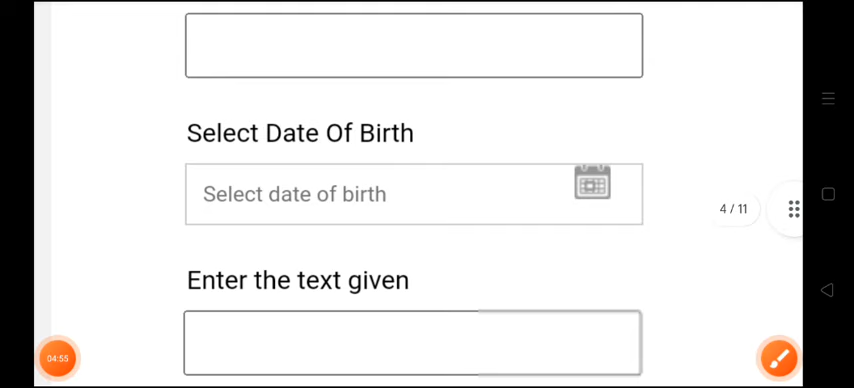 Select Date Of Birth
Select date of birth
4 / 11
Enter the text given
04:55